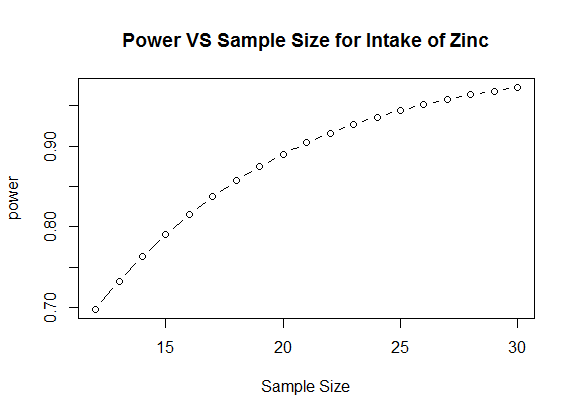 Power VS Sample Size for Intake of Zinc
power
0.90
0.80
0.70
15 20 25 30
Sample Size